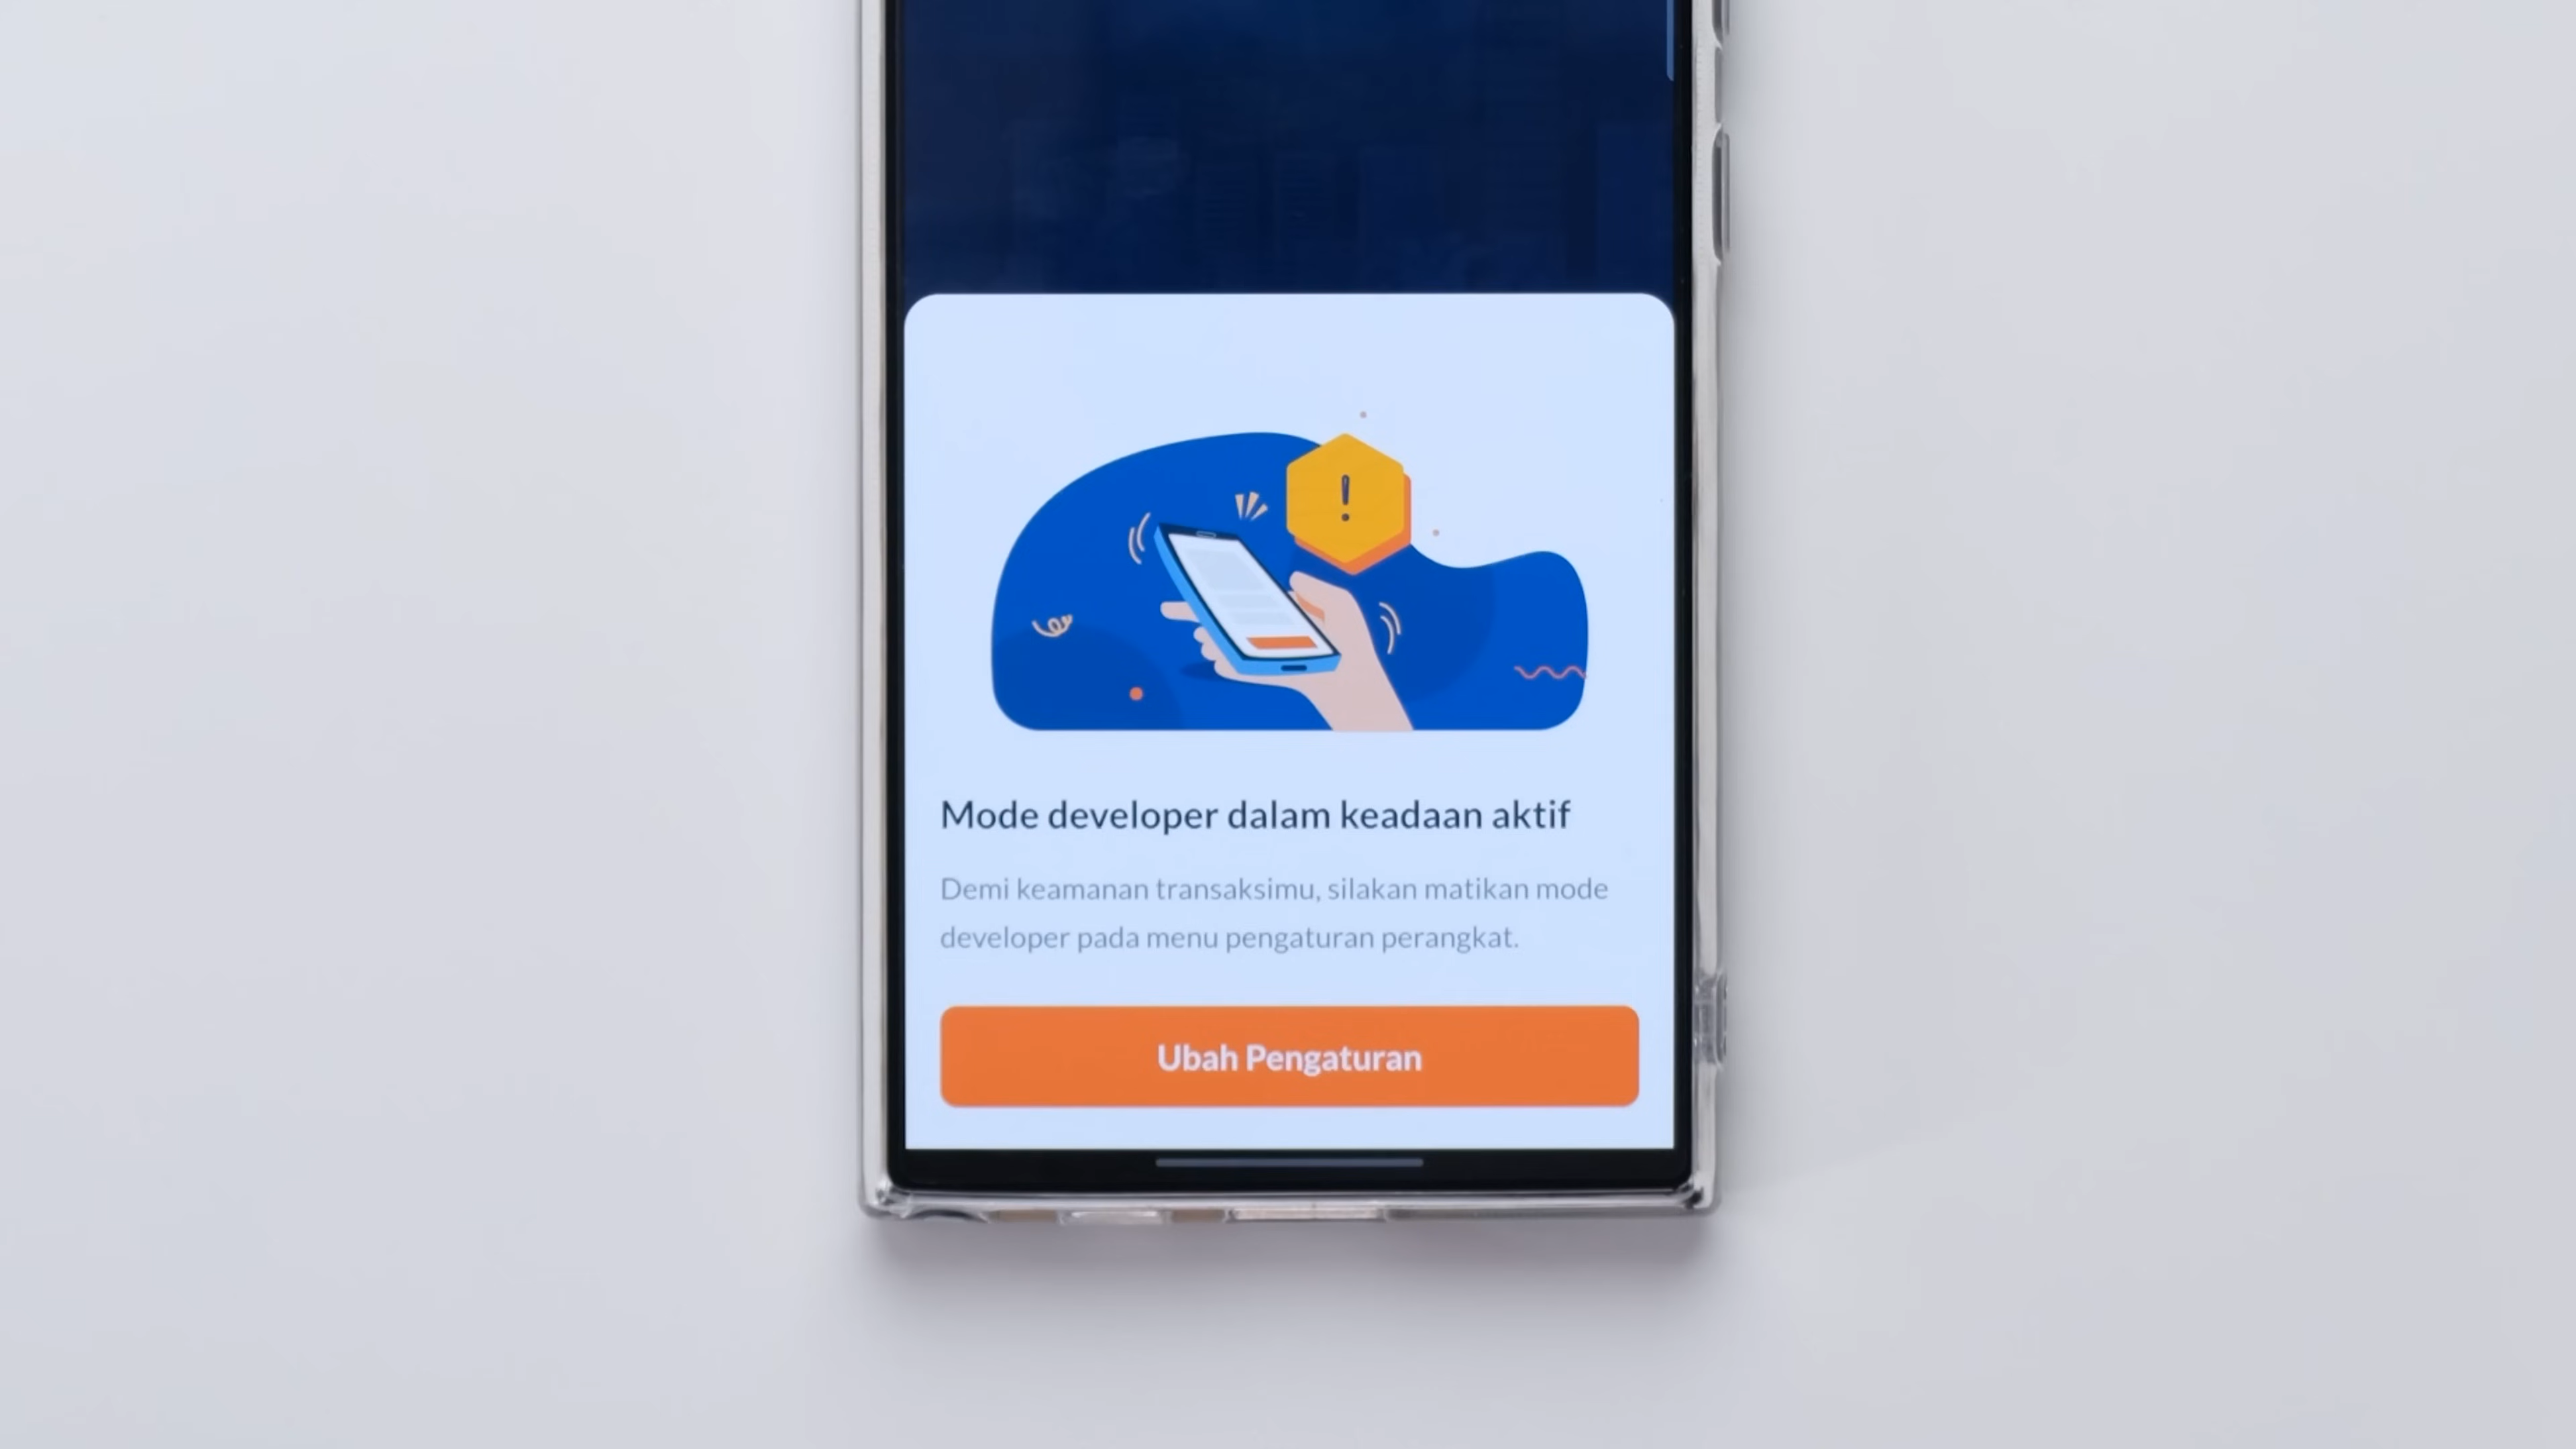 Mode developer dalam keadaan aktif
Demi keamanan transaksimu, silakan matikan mode
developer pada menu pengaturan perangkat.
Ubah Pengaturan